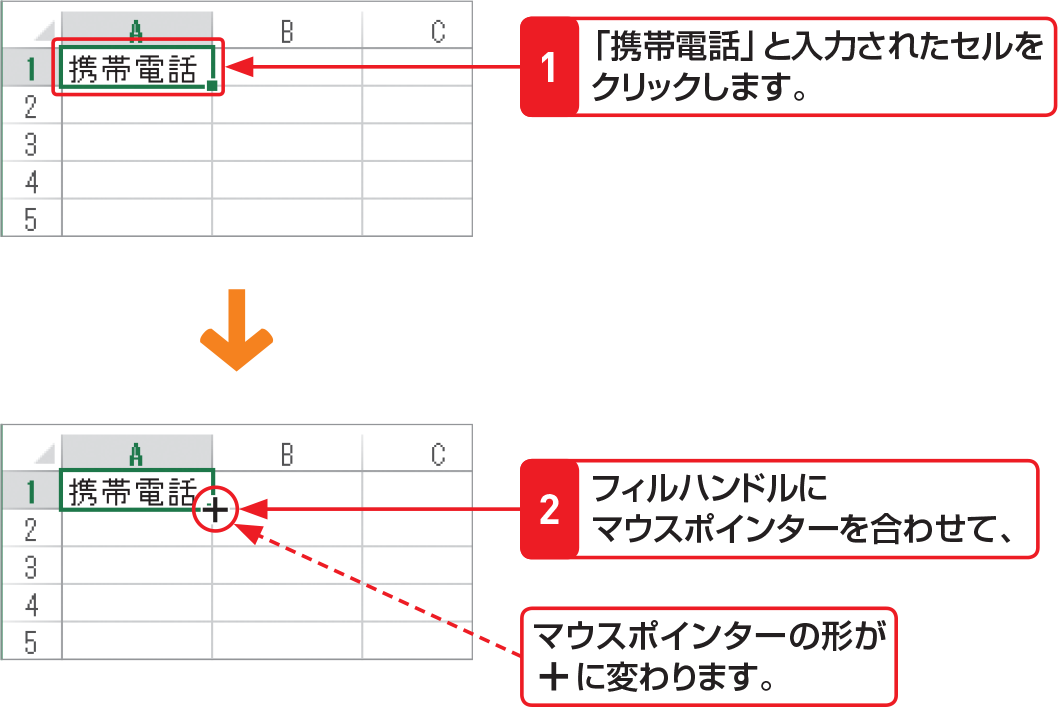 A B C
1 携帯電話
2
3
4
5
1 「携帯電話」と入力されたセルを
クリックします。
A B C
1 携帯電話
2
3
4
5
2 フィルハンドルに
マウスポインターを合わせて、
マウスポインターの形が
＋に変わります。